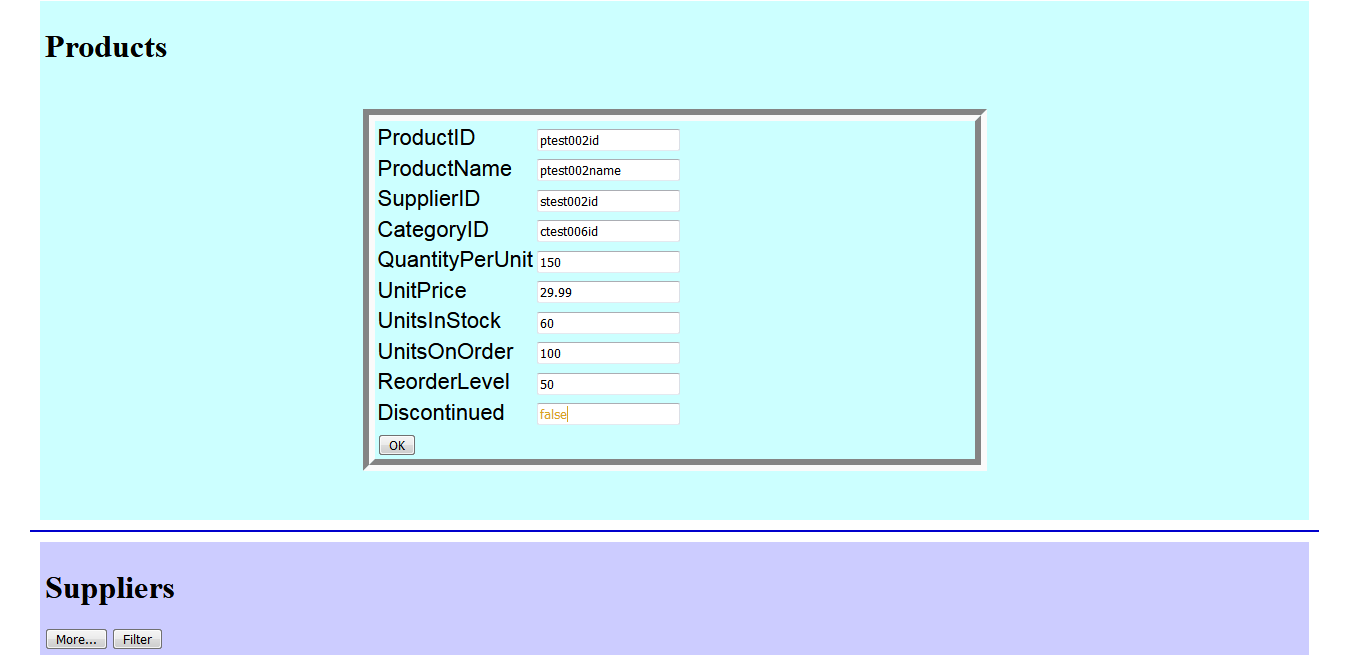 Products
ProductID ptest002id
ProductName ptest002name
SupplierID stest002id
CategoryID ctest006id
QuantityPerUnit 150
UnitPrice 29.99
UnitsInStock 60
UnitsOnOrder 100
ReorderLevel 50
Discontinued false
OK
Suppliers
More... Filter